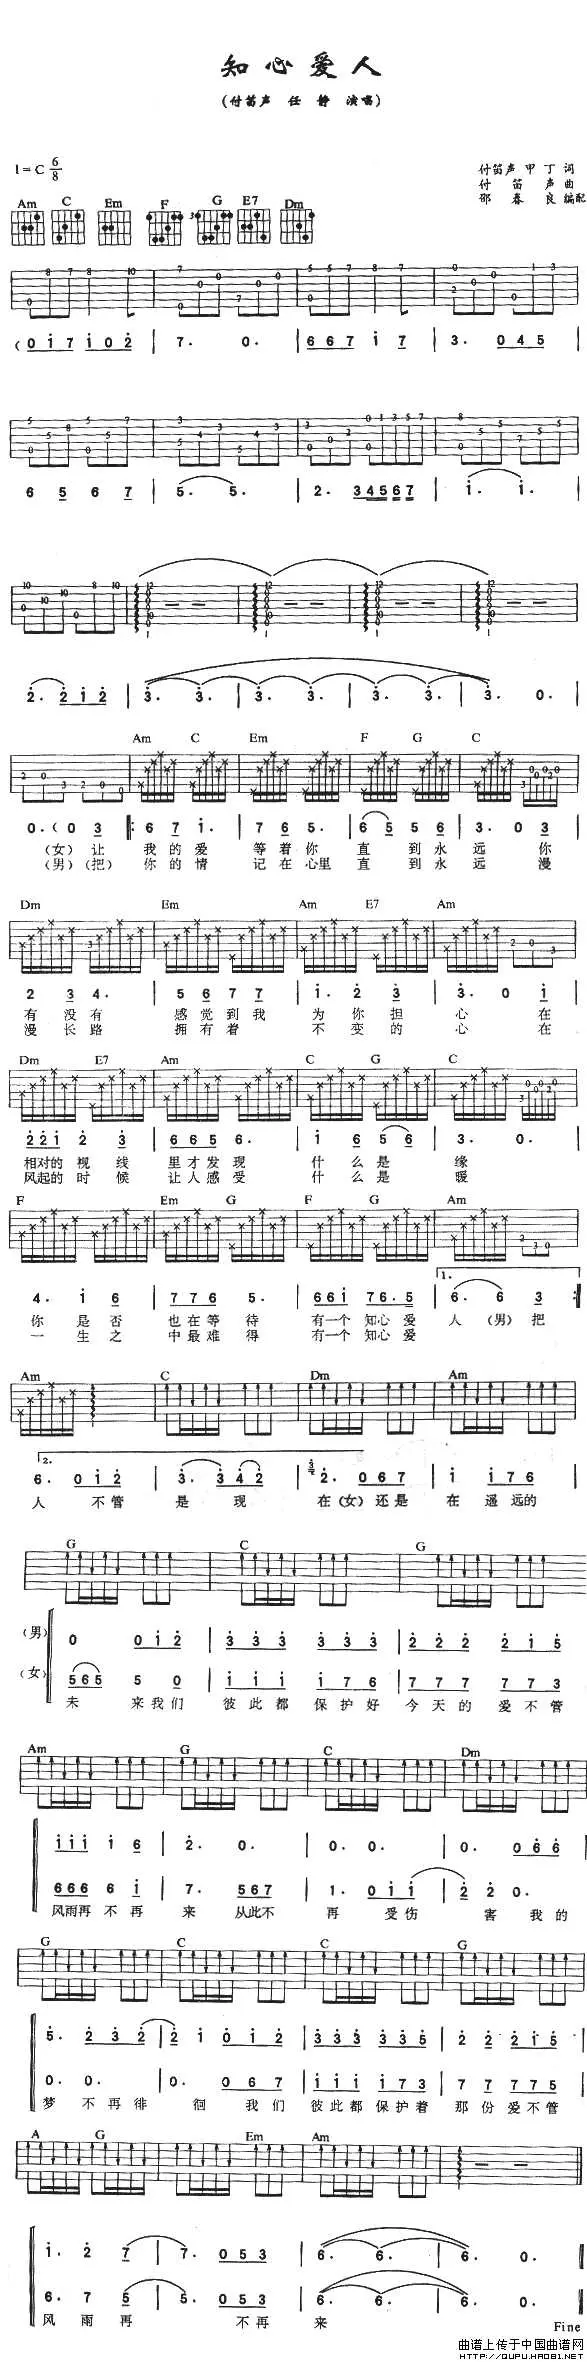 知心爱人
(付笛声 任静 演唱)
1=C 6/8
付笛声 甲丁 词
付笛声 曲
邵春良 编配
Am C Em F G E7 Dm
( 0 1 7 1 0 2 | 7. 0. | 6 6 7 1 7 | 3. 0 4 5 |
6 5 6 7 | 5. 5. | 2. 3 4 5 6 7 | 1. 1. |
2. 2 1 2 | 3. 3. | 3. 3. | 3. 3. | 3. 0.
Am C Em F G C
0. ( 0 3 6 7 1. | 7 6 5. | 6 5 5 6 | 3. 0 3
(女)让 我的爱 等着你 直到永远你
(男)(把) 你的情 记在心里直到永远漫
Dm Em Am E7 Am
2 3 4. | 5 6 7 7 | 1. 2 3 | 3. 0 1
有没有 感觉到我 为你担心在
漫长路 拥有着 不变的心在
Dm E7 Am C G C
2 2 1 2 3 | 6 6 5 6. | 1 6 5 6 | 3. 0.
相对的视线 里才发现 什么是缘
风起的时候 让人感受 什么是暖
F Em G F G Am
4. 1 6 | 7 7 6 5. | 6 6 1 7 6. 5 | 1. 6. 6 3
你是否 也在等待 有一个知心爱人(男)把
一生之 中最难得 有一个知心爱
Am C Dm Am
2. 6. 0 1 2 | 3. 3 4 2 | 2. 0 6 7 | 1 1 7 6
人不管是现在(女)还是在遥远的
G C G
(男) 0 0 1 2 | 3 3 3 3 3 3 | 2 2 2 2 1 5
(女) 5 6 5 5 0 | 1 1 1 1 7 6 | 7 7 7 7 7 3
未来我们 彼此都保护好 今天的爱不管
Am G C Dm
1 1 1 1 6 | 2. 0. | 0. 0. | 0. 0 6 6
6 6 6 6 1 | 7. 5 6 7 | 1. 0 1 1 | 2 2 0.
风雨再不再来 从此不再受伤害我的
G C C G
5. 2 3 2 | 2 1 0 1 2 | 3 3 3 3 3 5 | 2 2 2 1 5
0. 0. | 0. 0 6 7 | 1 1 1 1 7 3 | 7 7 7 7 5
梦不再徘徊我们 彼此都保护着 那份爱不管
A G Em Am
1. 2 7 | 7. 0 5 3 | 6. 6. | 6. 0.
6. 7 5 | 5. 0 5 3 | 6. 6. | 6. 0.
风雨再不再来
Fine
曲谱上传于中国曲谱网
HTTP://QUPU.HAO81.NET